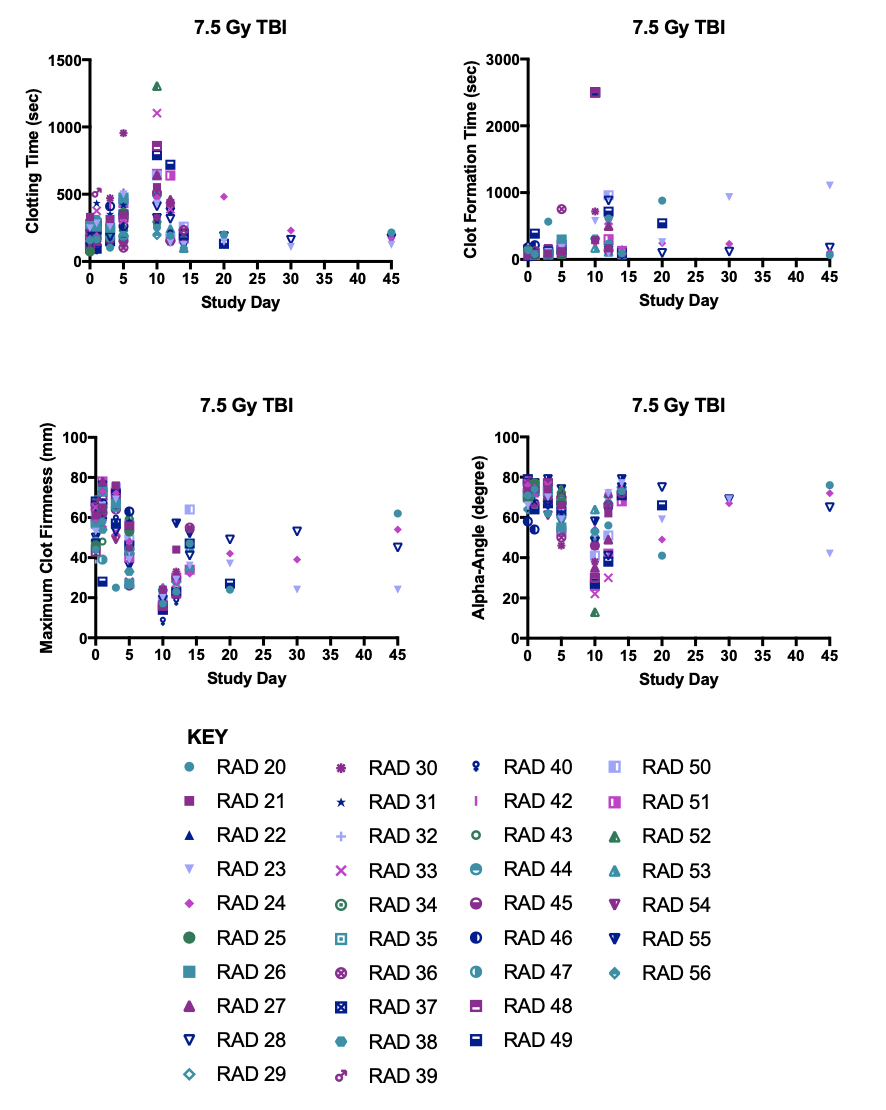 7.5 Gy TBI
Clotting Time (sec)
1500
1000
500
0
0 5 10 15 20 25 30 35 40 45
Study Day
7.5 Gy TBI
Clot Formation Time (sec)
3000
2000
1000
0
0 5 10 15 20 25 30 35 40 45
Study Day
7.5 Gy TBI
Maximum Clot Firmness (mm)
100
80
60
40
20
0
0 5 10 15 20 25 30 35 40 45
Study Day
7.5 Gy TBI
Alpha-Angle (degree)
100
80
60
40
20
0
0 5 10 15 20 25 30 35 40 45
Study Day
KEY
RAD 20
RAD 21
RAD 22
RAD 23
RAD 24
RAD 25
RAD 26
RAD 27
RAD 28
RAD 29
RAD 30
RAD 31
RAD 32
RAD 33
RAD 34
RAD 35
RAD 36
RAD 37
RAD 38
RAD 39
RAD 40
RAD 42
RAD 43
RAD 44
RAD 45
RAD 46
RAD 47
RAD 48
RAD 49
RAD 50
RAD 51
RAD 52
RAD 53
RAD 54
RAD 55
RAD 56